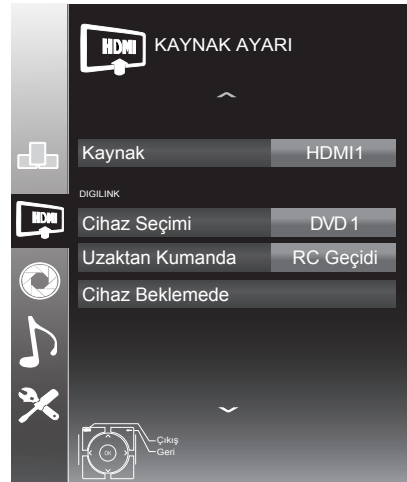 HDMI KAYNAK AYARI
Kaynak HDMI1
DIGILINK
HDMI
Cihaz Seçimi DVD 1
Uzaktan Kumanda RC Geçidi
Cihaz Beklemede
Çıkış
Geri
OK